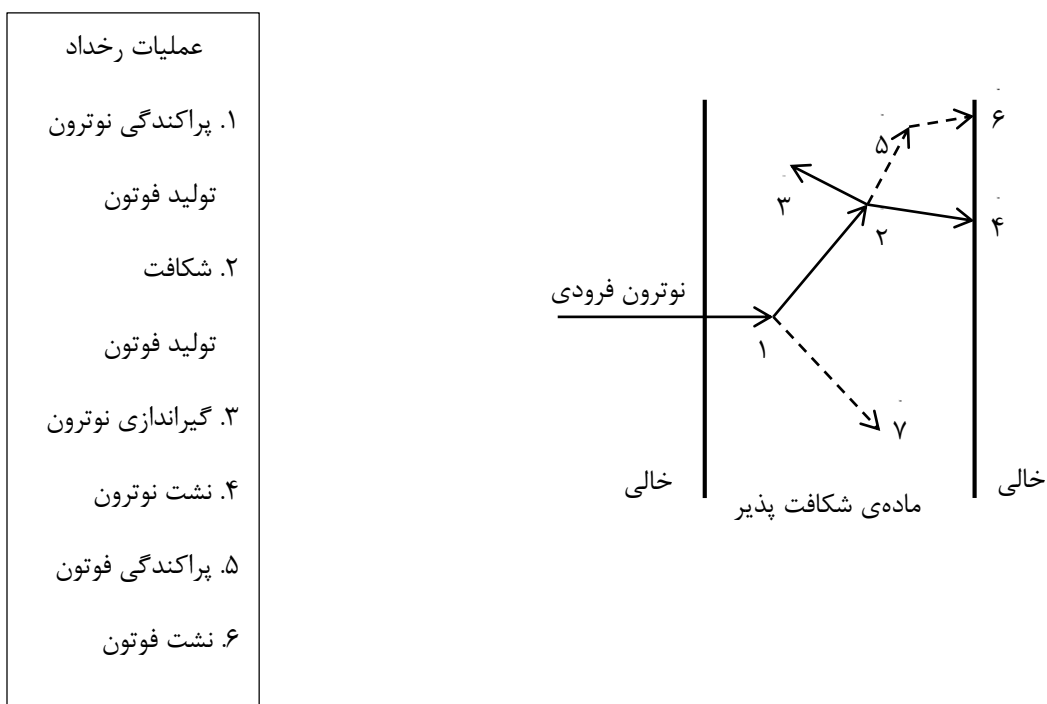 عملیات رخداد
۱. پراکندگی نوترون
تولید فوتون
۲. شکافت
تولید فوتون
۳. گیراندازی نوترون
۴. نشت نوترون
۵. پراکندگی فوتون
۶. نشت فوتون
۶
۵
۳
۴
۲
نوترون فرودی
۱
۷
خالی
ماده‌ی شکافت پذیر
خالی